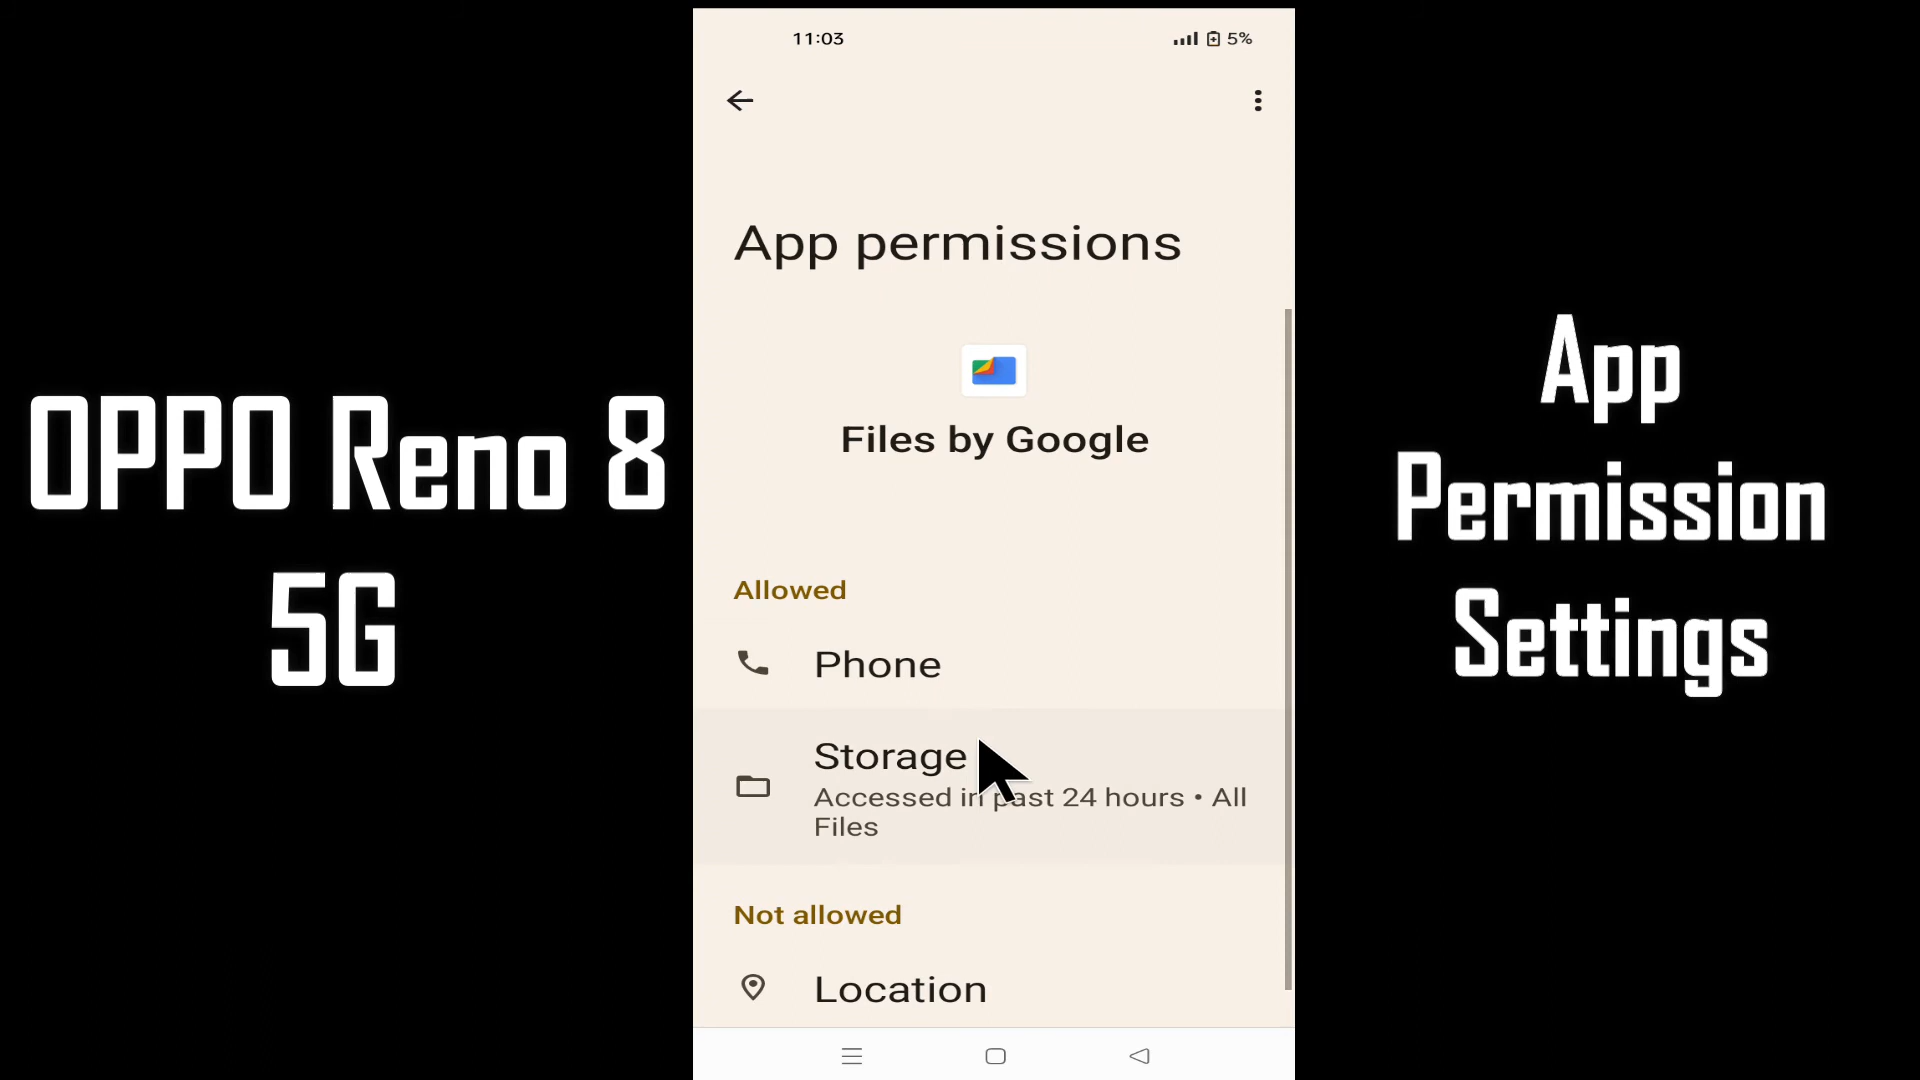 OPPO Reno 8
5G
11:03
5%
App permissions
Files by Google
Allowed
Phone
Storage
Accessed in past 24 hours • All
Files
Not allowed
Location
App
Permission
Settings